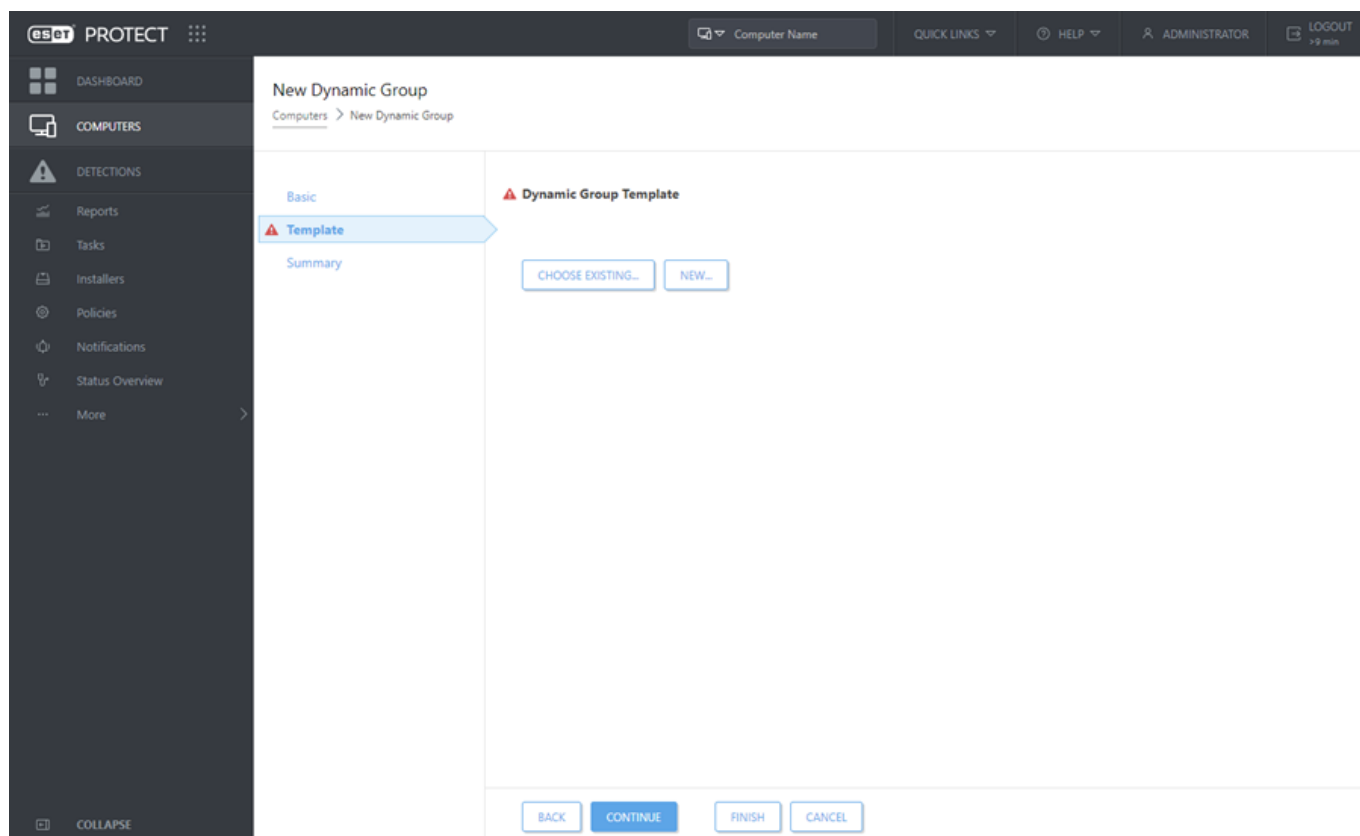 eset PROTECT
Computer Name
QUICK LINKS
HELP
ADMINISTRATOR
LOGOUT
>9 min
DASHBOARD
COMPUTERS
DETECTIONS
Reports
Tasks
Installers
Policies
Notifications
Status Overview
More
COLLAPSE
New Dynamic Group
Computers > New Dynamic Group
Basic
Template
Summary
Dynamic Group Template
CHOOSE EXISTING... NEW...
BACK CONTINUE FINISH CANCEL